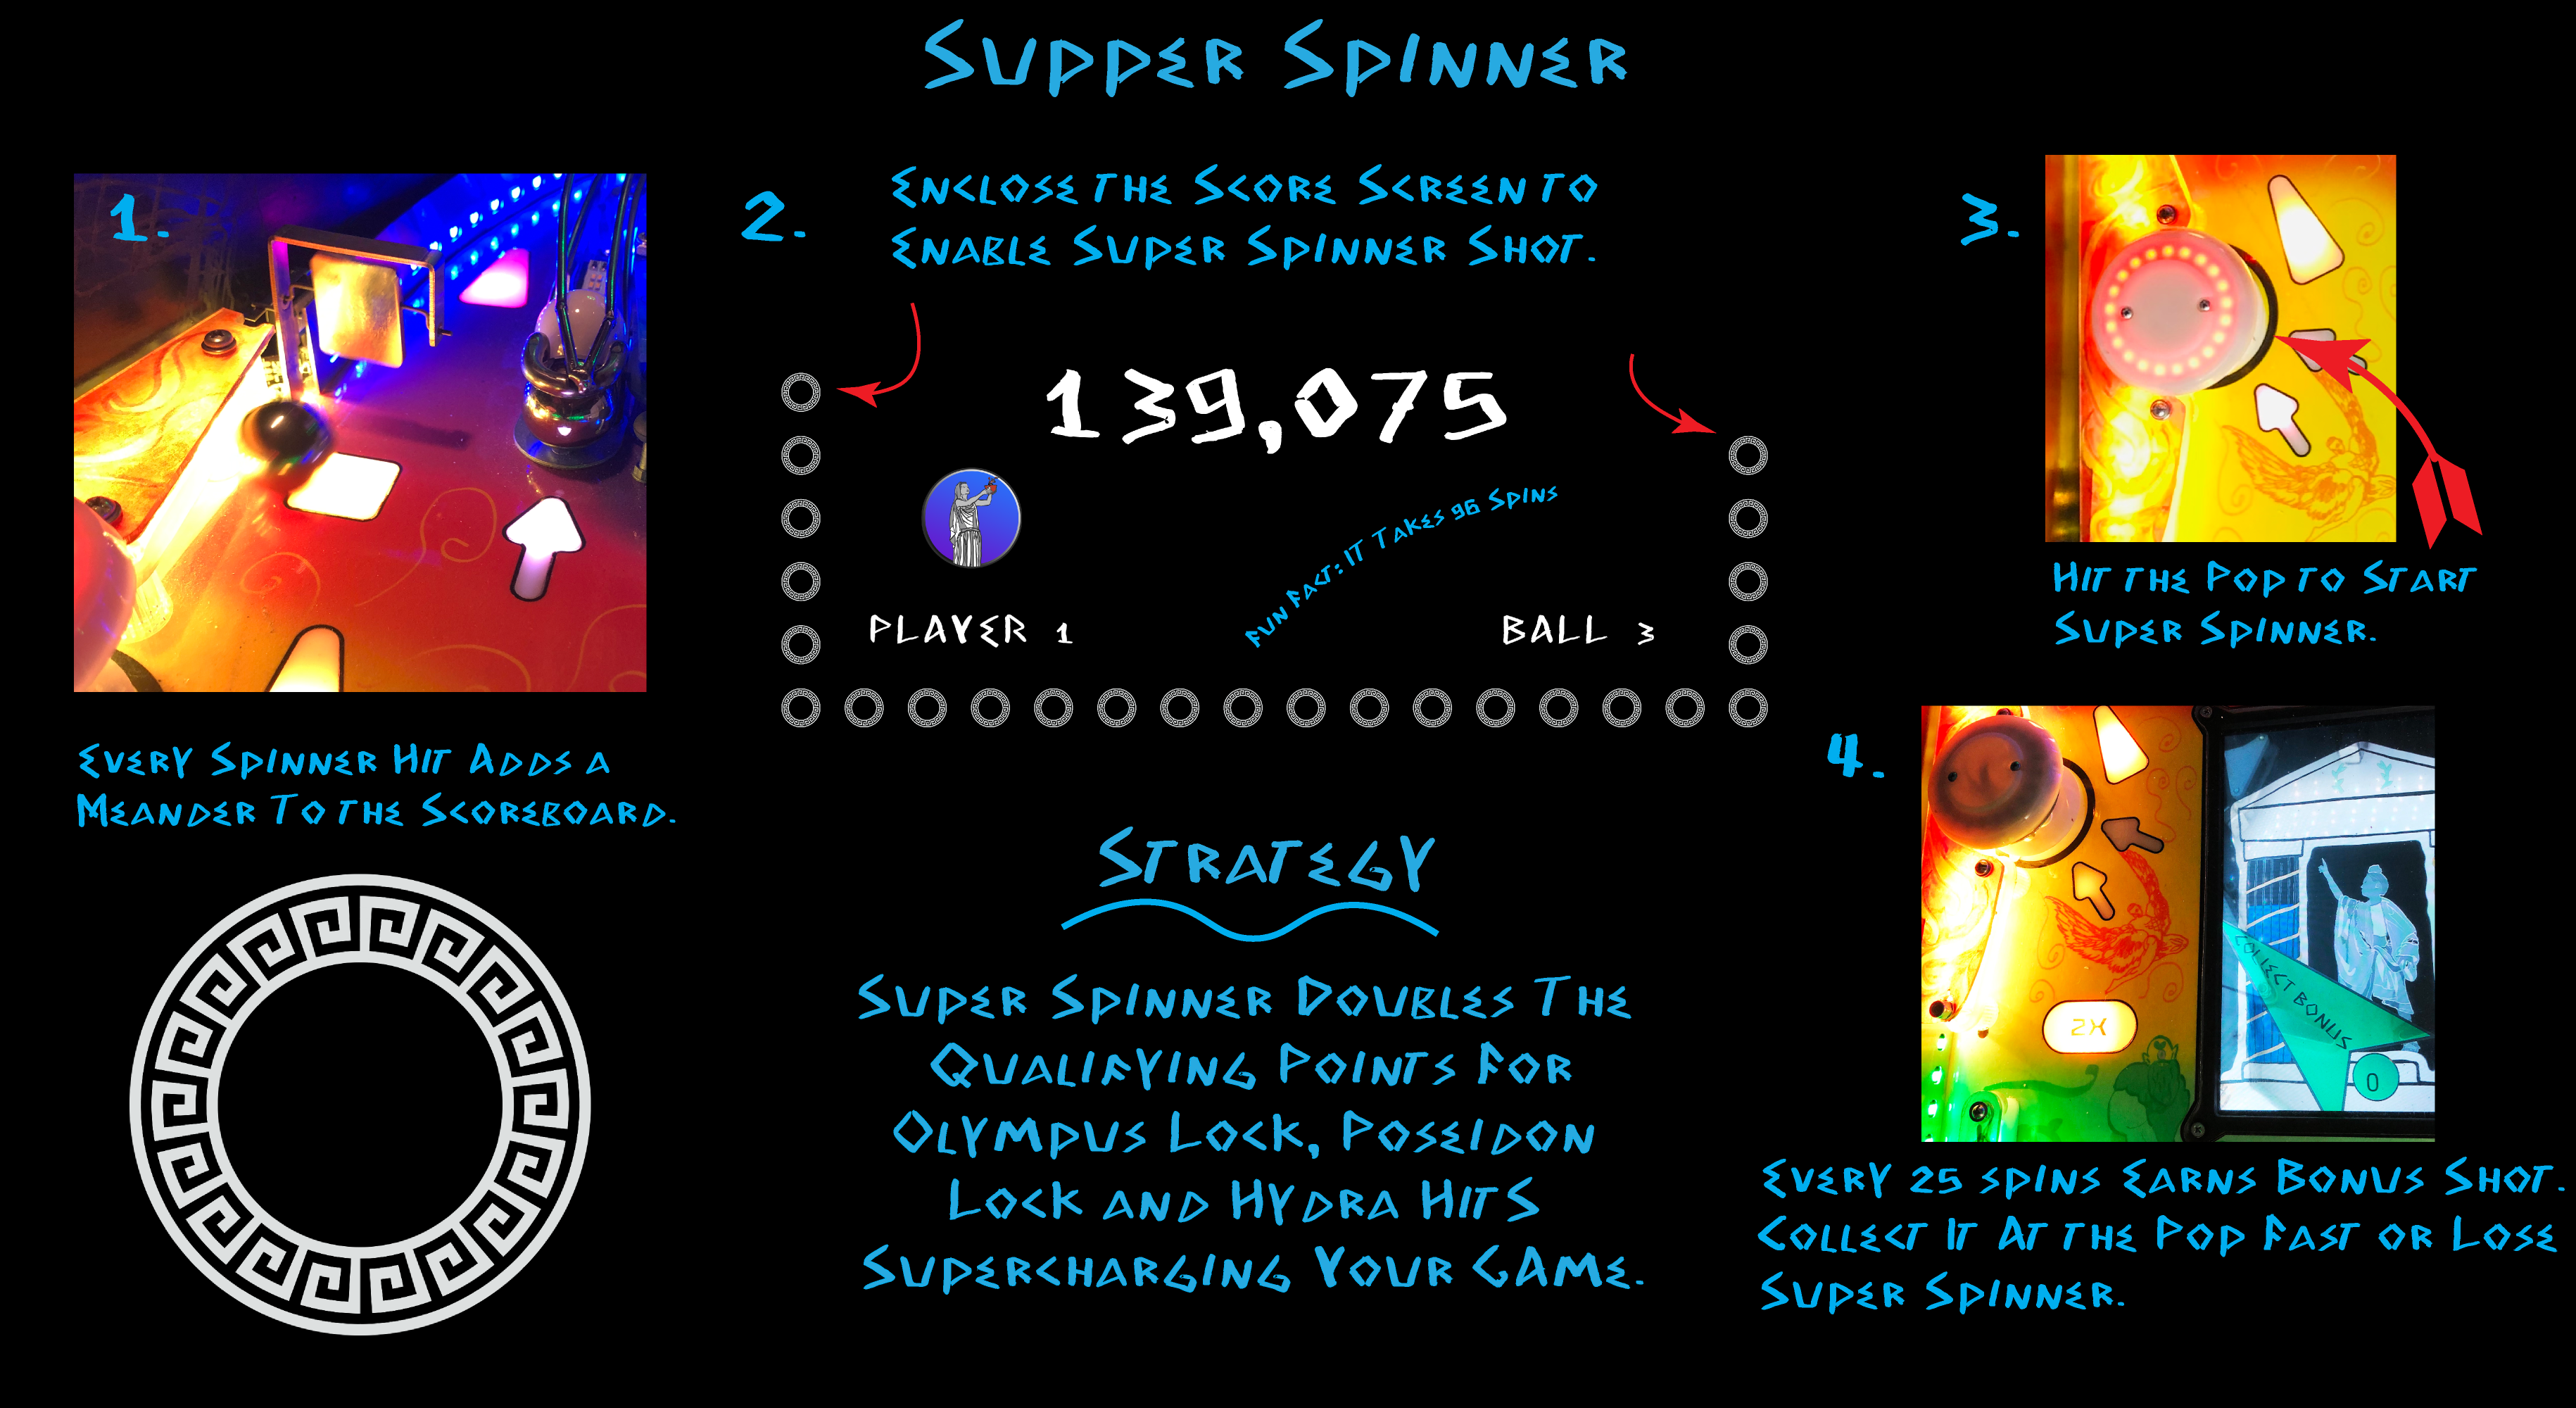 Supper Spinner
1.
Every Spinner Hit Adds a
Meander To the Scoreboard.
2.
Enclose the Score Screen to
Enable Super Spinner Shot.
139,075
Fun Fact: It Takes 96 Spins
PLAYER 1
BALL 3
Strategy
Super Spinner Doubles The
Qualifying Points For
Olympus Lock, Poseidon
Lock and Hydra Hits
Supercharging Your Game.
3.
Hit the Pop to Start
Super Spinner.
4.
COLLECT BONUS
0
2X
Every 25 spins Earns Bonus Shot.
Collect It At the Pop Fast or Lose
Super Spinner.